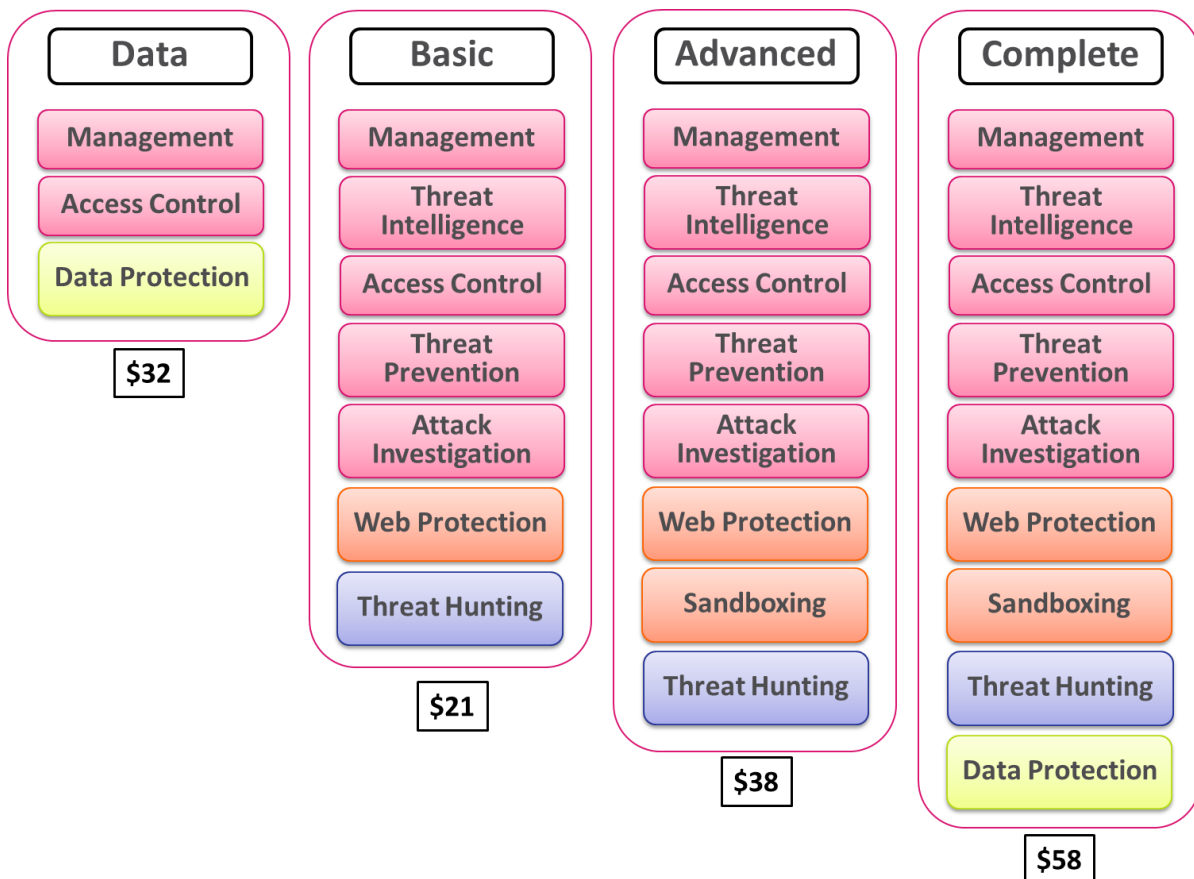 Data
Management
Access Control
Data Protection
$32
Basic
Management
Threat
Intelligence
Access Control
Threat
Prevention
Attack
Investigation
Web Protection
Threat Hunting
$21
Advanced
Management
Threat
Intelligence
Access Control
Threat
Prevention
Attack
Investigation
Web Protection
Sandboxing
Threat Hunting
$38
Complete
Management
Threat
Intelligence
Access Control
Threat
Prevention
Attack
Investigation
Web Protection
Sandboxing
Threat Hunting
Data Protection
$58